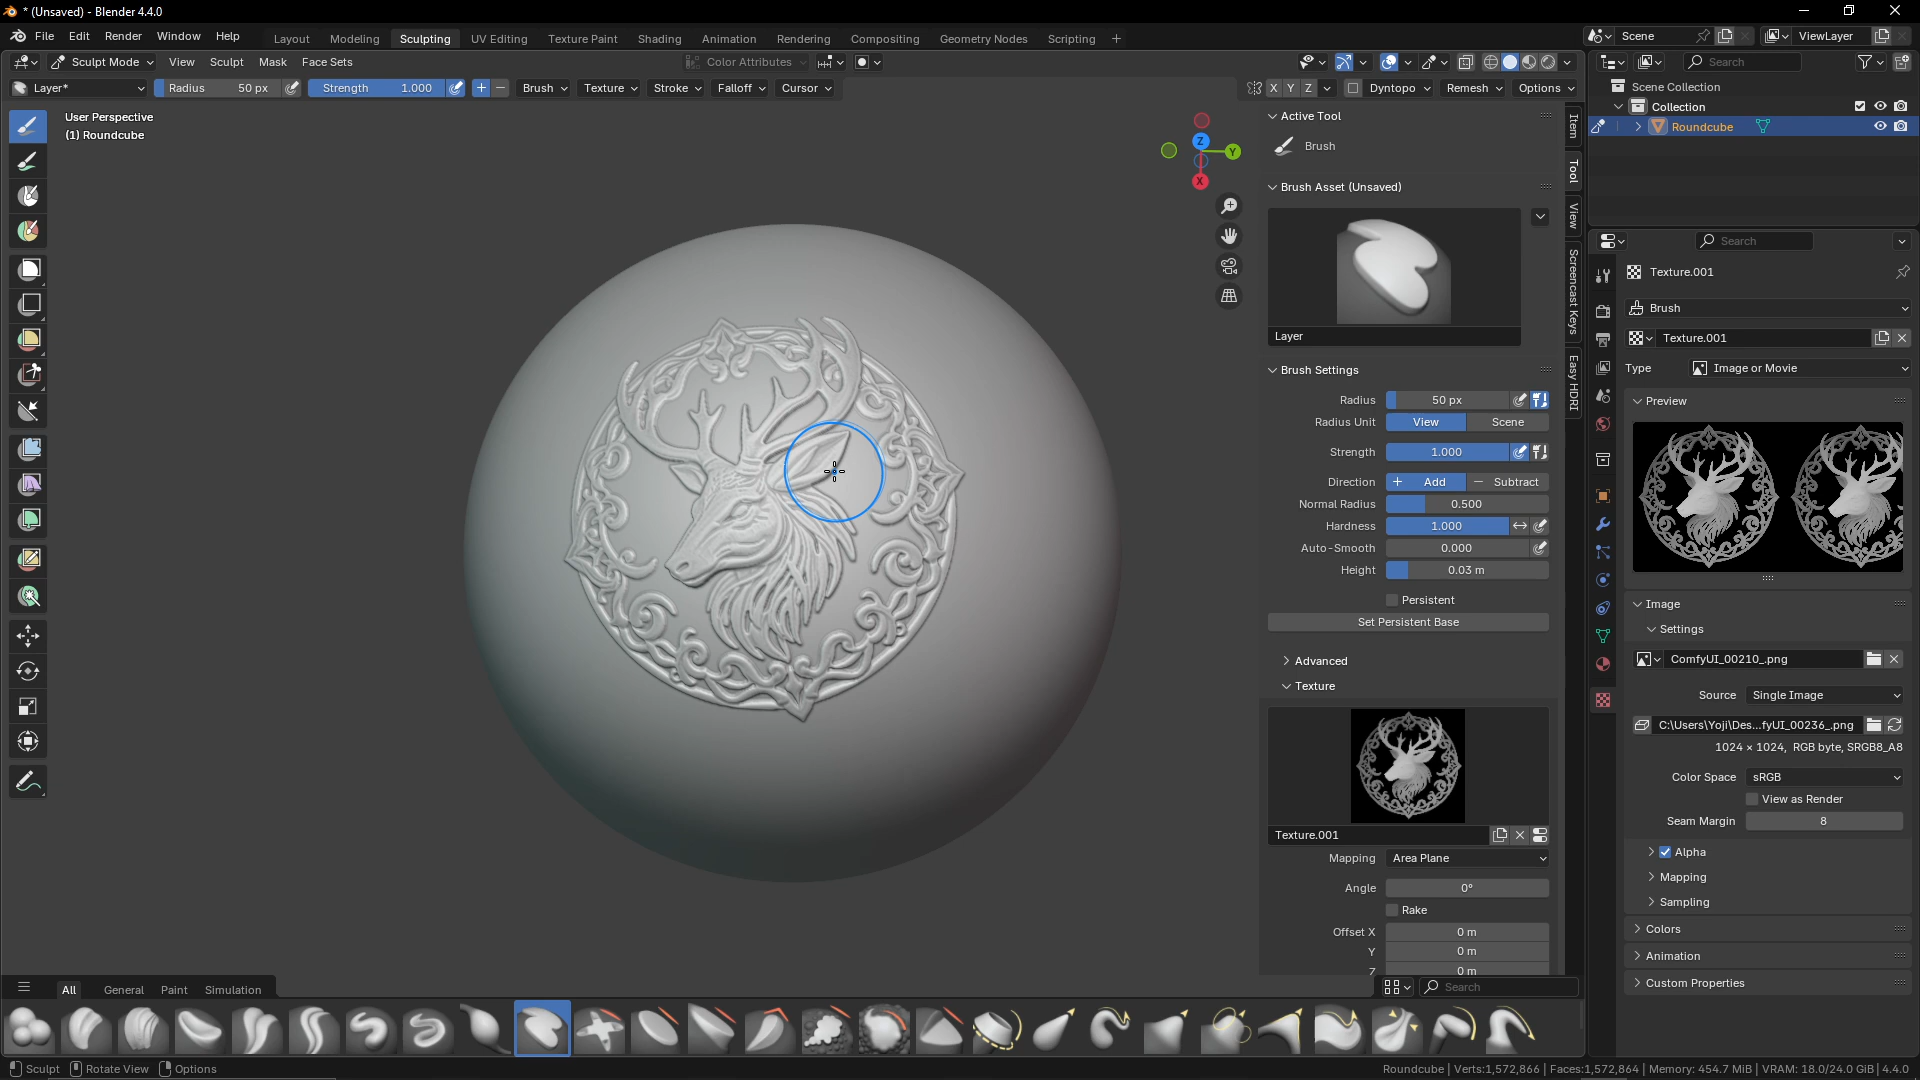 * (Unsaved) - Blender 4.4.0
File Edit Render Window Help
Layout Modeling Sculpting UV Editing Texture Paint Shading Animation Rendering Compositing Geometry Nodes Scripting +
Scene ViewLayer
Sculpt Mode View Sculpt Mask Face Sets Color Attributes
Search
Layer* Radius 50 px Strength 1.000 + − Brush Texture Stroke Falloff Cursor X Y Z Dyntopo Remesh Options
Scene Collection
Collection
Roundcube
User Perspective
(1) Roundcube
Z
Y
X
Item
Tool
View
Screencast Keys
Easy HDRI
Active Tool
Brush
Brush Asset (Unsaved)
Layer
Brush Settings
Radius 50 px
Radius Unit View Scene
Strength 1.000
Direction + Add − Subtract
Normal Radius 0.500
Hardness 1.000
Auto-Smooth 0.000
Height 0.03 m
Persistent
Set Persistent Base
Advanced
Texture
Texture.001
Mapping Area Plane
Angle 0°
Rake
Offset X 0 m
Y 0 m
Z 0 m
Search
Texture.001
Brush
Texture.001
Type Image or Movie
Preview
Image
Settings
ComfyUI_00210_.png
Source Single Image
C:\Users\Yoji\Des...fyUI_00236_.png
1024 × 1024, RGB byte, SRGB8_A8
Color Space sRGB
View as Render
Seam Margin 8
Alpha
Mapping
Sampling
Colors
Animation
Custom Properties
All General Paint Simulation
Search
Sculpt Rotate View Options
Roundcube | Verts:1,572,866 | Faces:1,572,864 | Memory: 454.7 MiB | VRAM: 18.0/24.0 GiB | 4.4.0